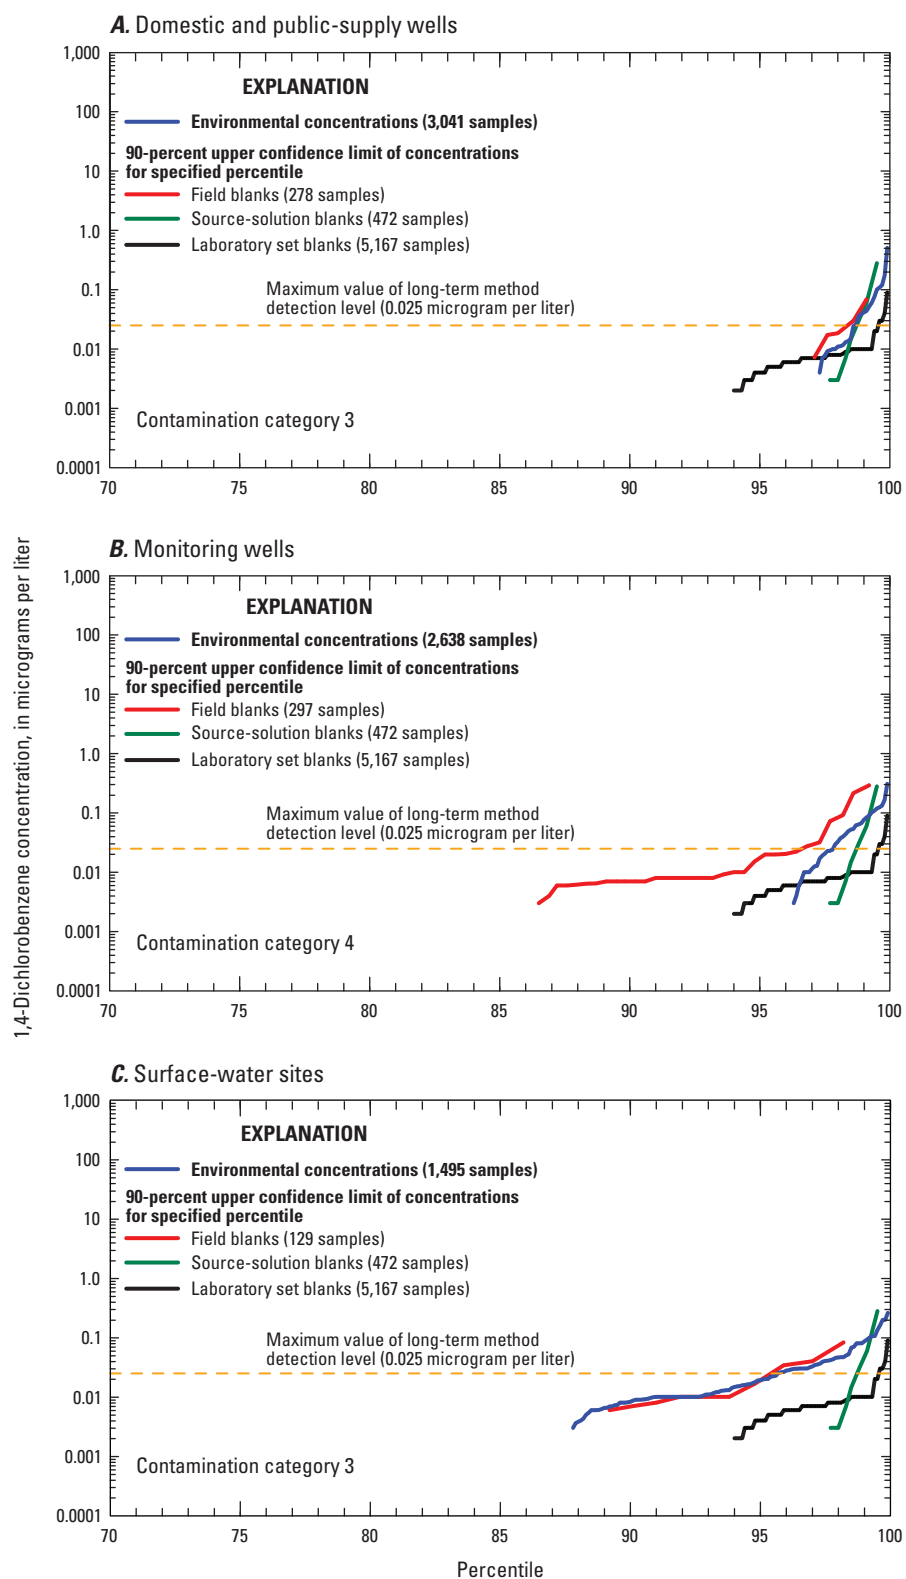 A. Domestic and public-supply wells
1,000
100
10
1.0
0.1
0.01
0.001
0.0001
EXPLANATION
Environmental concentrations (3,041 samples)
90-percent upper confidence limit of concentrations
for specified percentile
Field blanks (278 samples)
Source-solution blanks (472 samples)
Laboratory set blanks (5,167 samples)
Maximum value of long-term method
detection level (0.025 microgram per liter)
Contamination category 3
70 75 80 85 90 95 100
1,4-Dichlorobenzene concentration, in micrograms per liter
B. Monitoring wells
1,000
100
10
1.0
0.1
0.01
0.001
0.0001
EXPLANATION
Environmental concentrations (2,638 samples)
90-percent upper confidence limit of concentrations
for specified percentile
Field blanks (297 samples)
Source-solution blanks (472 samples)
Laboratory set blanks (5,167 samples)
Maximum value of long-term method
detection level (0.025 microgram per liter)
Contamination category 4
70 75 80 85 90 95 100
C. Surface-water sites
1,000
100
10
1.0
0.1
0.01
0.001
0.0001
EXPLANATION
Environmental concentrations (1,495 samples)
90-percent upper confidence limit of concentrations
for specified percentile
Field blanks (129 samples)
Source-solution blanks (472 samples)
Laboratory set blanks (5,167 samples)
Maximum value of long-term method
detection level (0.025 microgram per liter)
Contamination category 3
70 75 80 85 90 95 100
Percentile